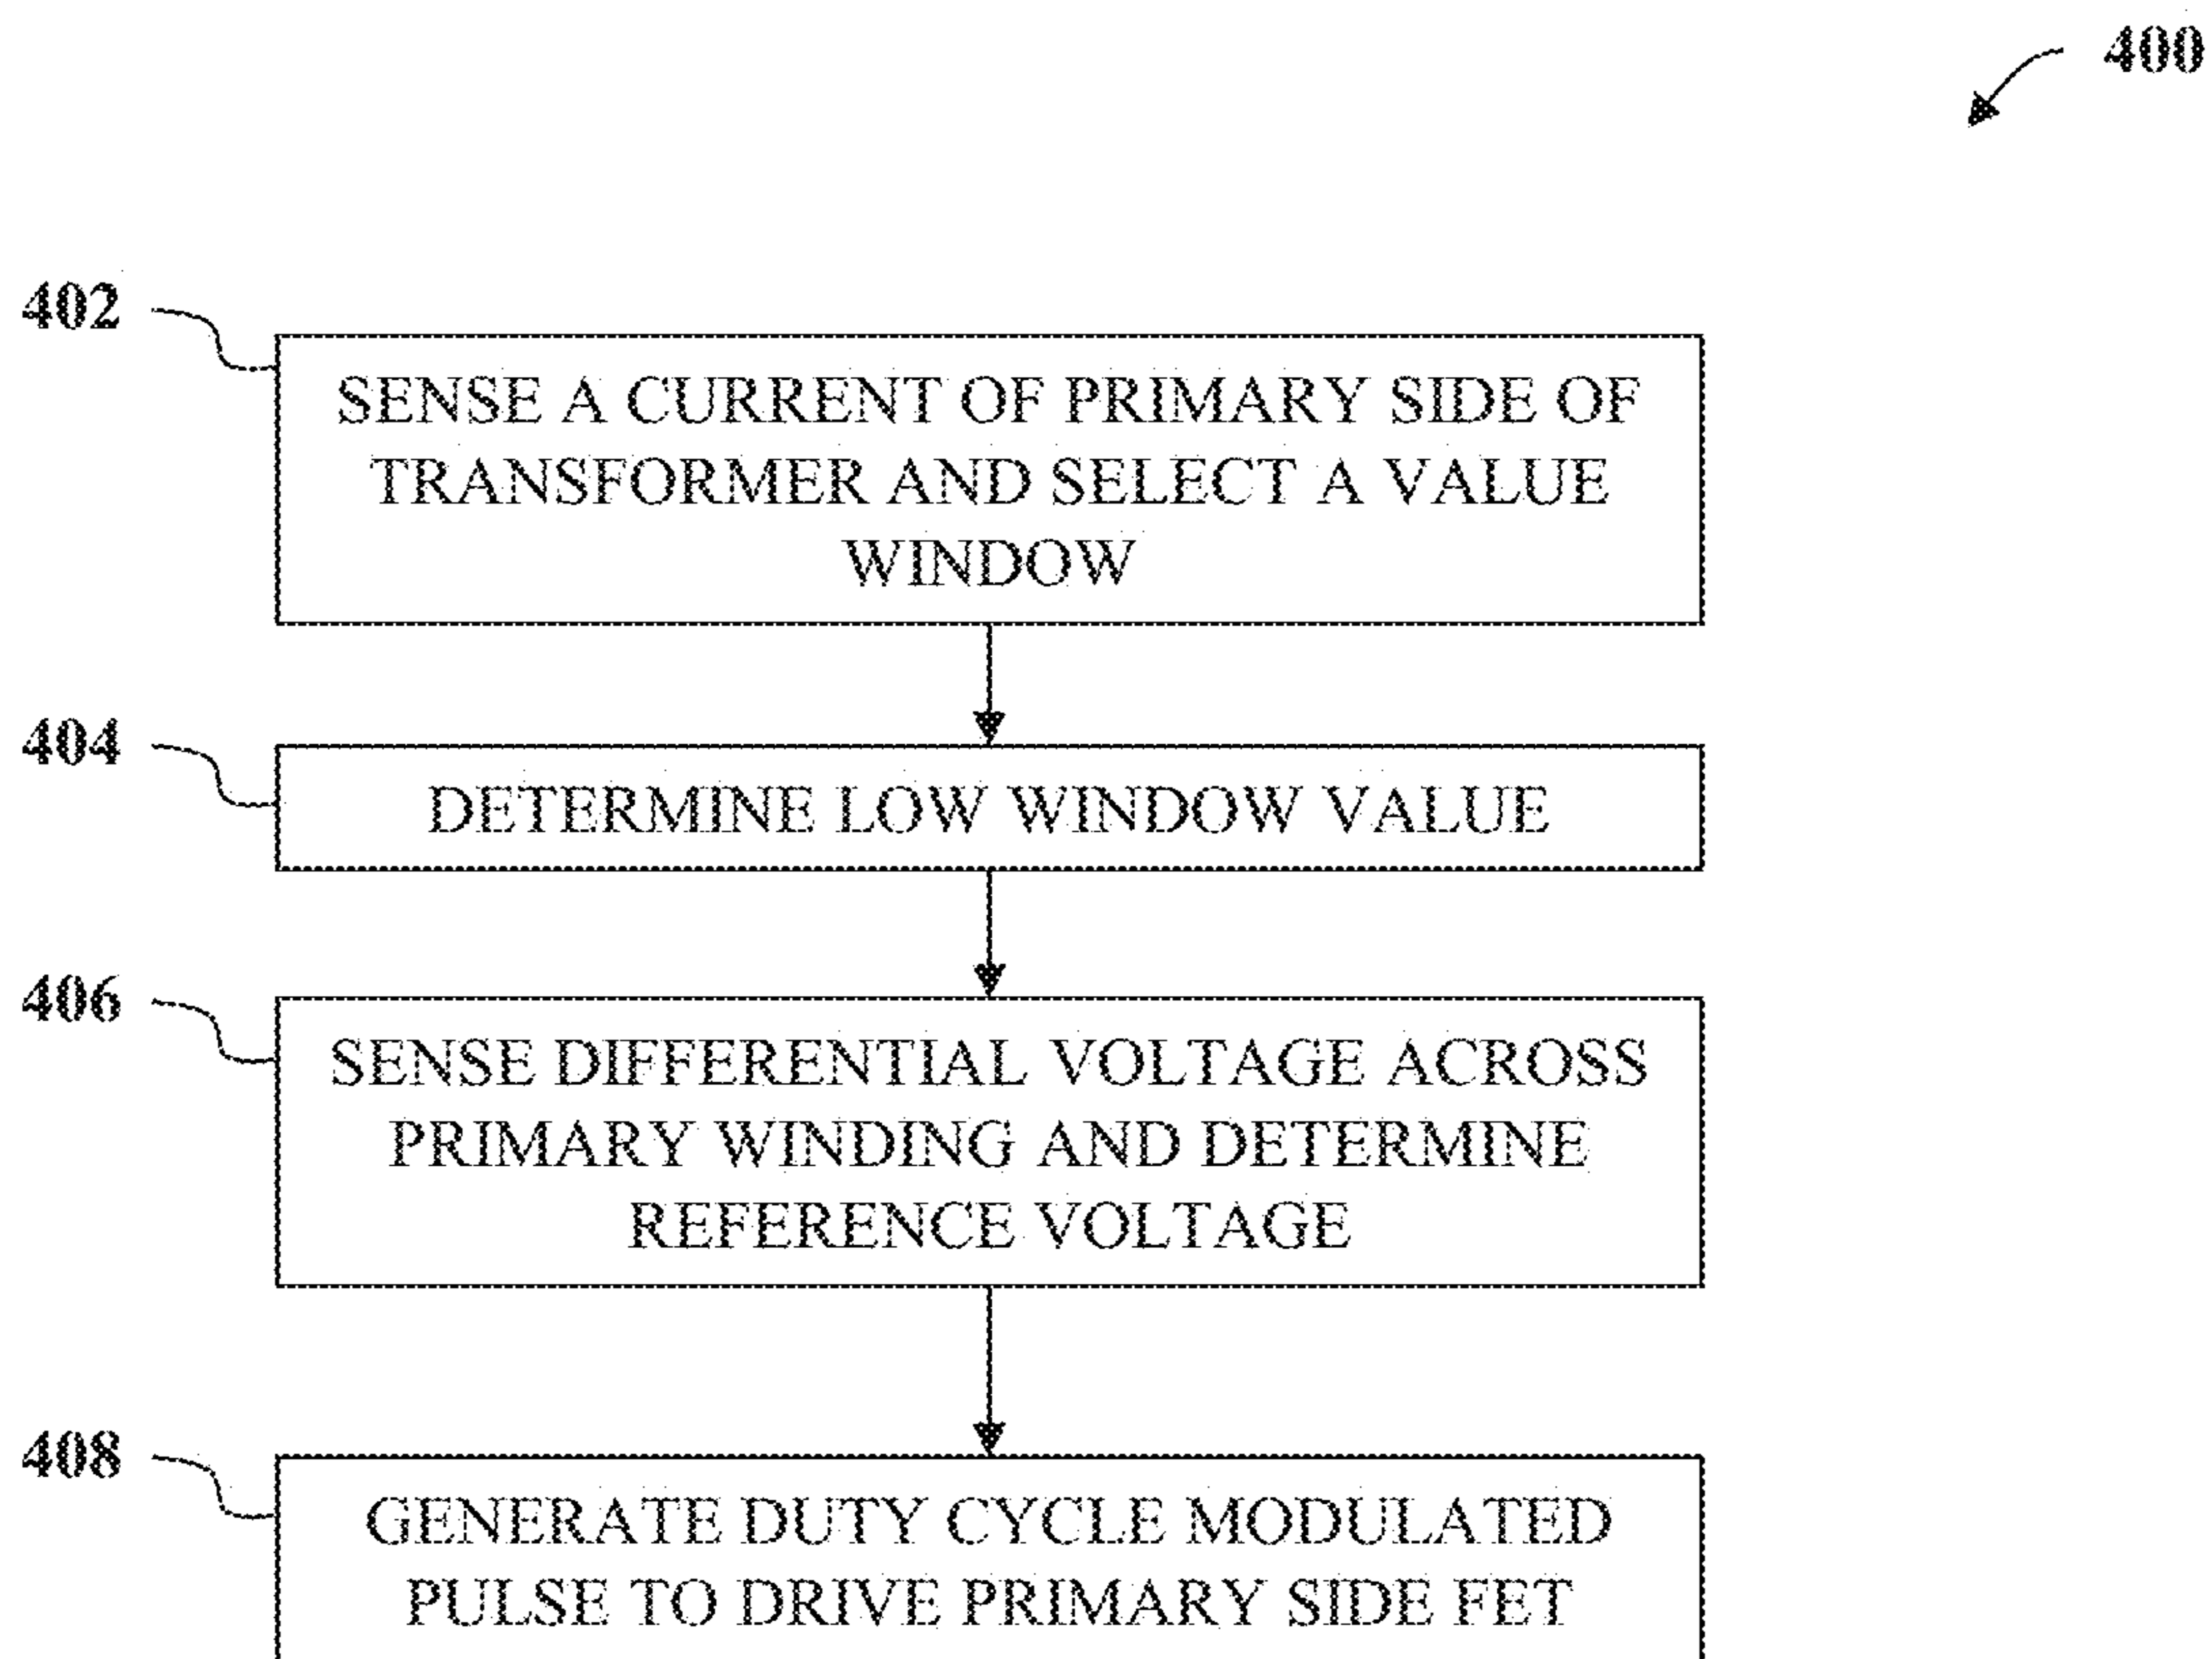 400
402
SENSE A CURRENT OF PRIMARY SIDE OF
TRANSFORMER AND SELECT A VALUE
WINDOW
404
DETERMINE LOW WINDOW VALUE
406
SENSE DIFFERENTIAL VOLTAGE ACROSS
PRIMARY WINDING AND DETERMINE
REFERENCE VOLTAGE
408
GENERATE DUTY CYCLE MODULATED
PULSE TO DRIVE PRIMARY SIDE FET